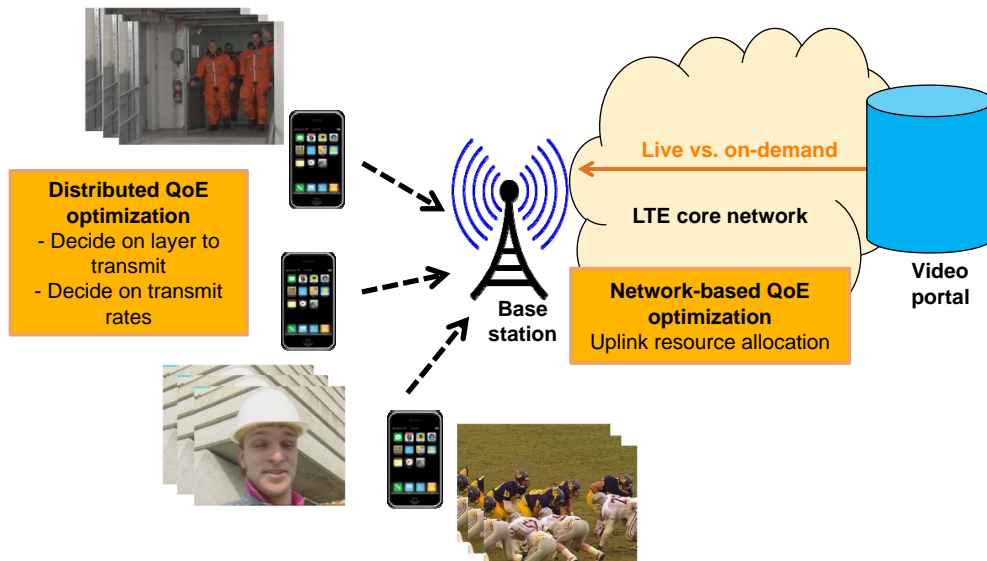 Live vs. on-demand
Distributed QoE
optimization
- Decide on layer to
transmit
- Decide on transmit
rates
LTE core network
Video
portal
Base
station
Network-based QoE
optimization
Uplink resource allocation